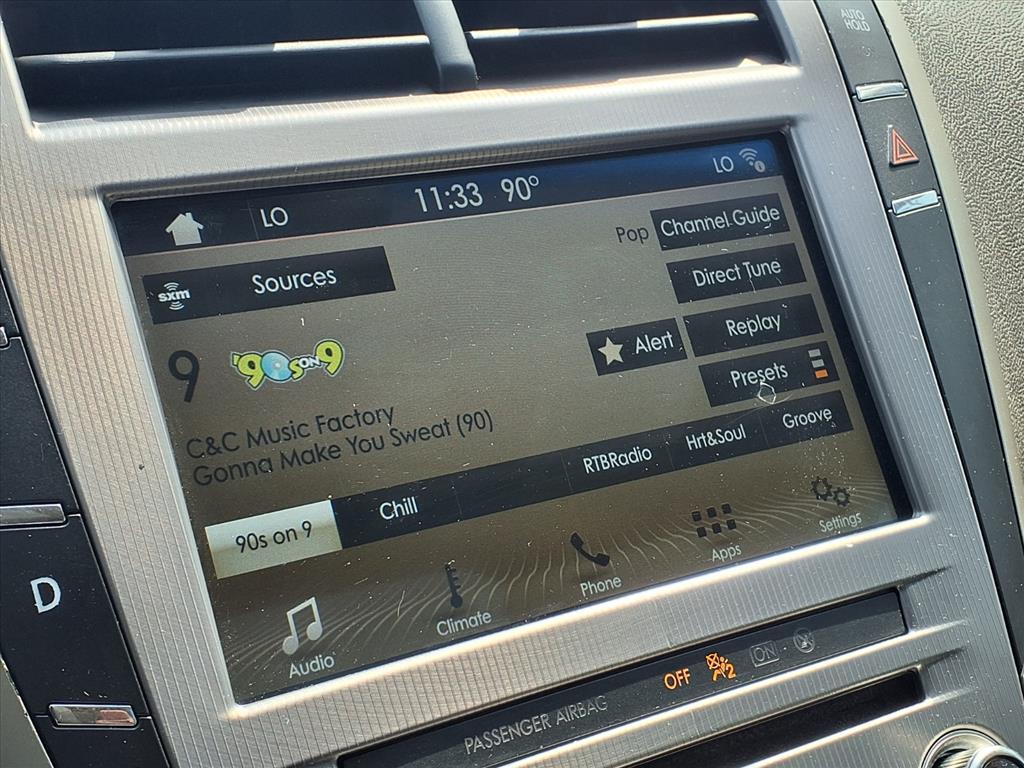 AUTO HOLD
LO 11:33 90° LO
sxm Sources
Pop Channel Guide
Direct Tune
Replay
Alert
Presets
9 '90s ON 9
C&C Music Factory
Gonna Make You Sweat (90)
90s on 9 Chill RTBRadio Hrt&Soul Groove
Audio Climate Phone Apps Settings
D
PASSENGER AIRBAG OFF 2 ON